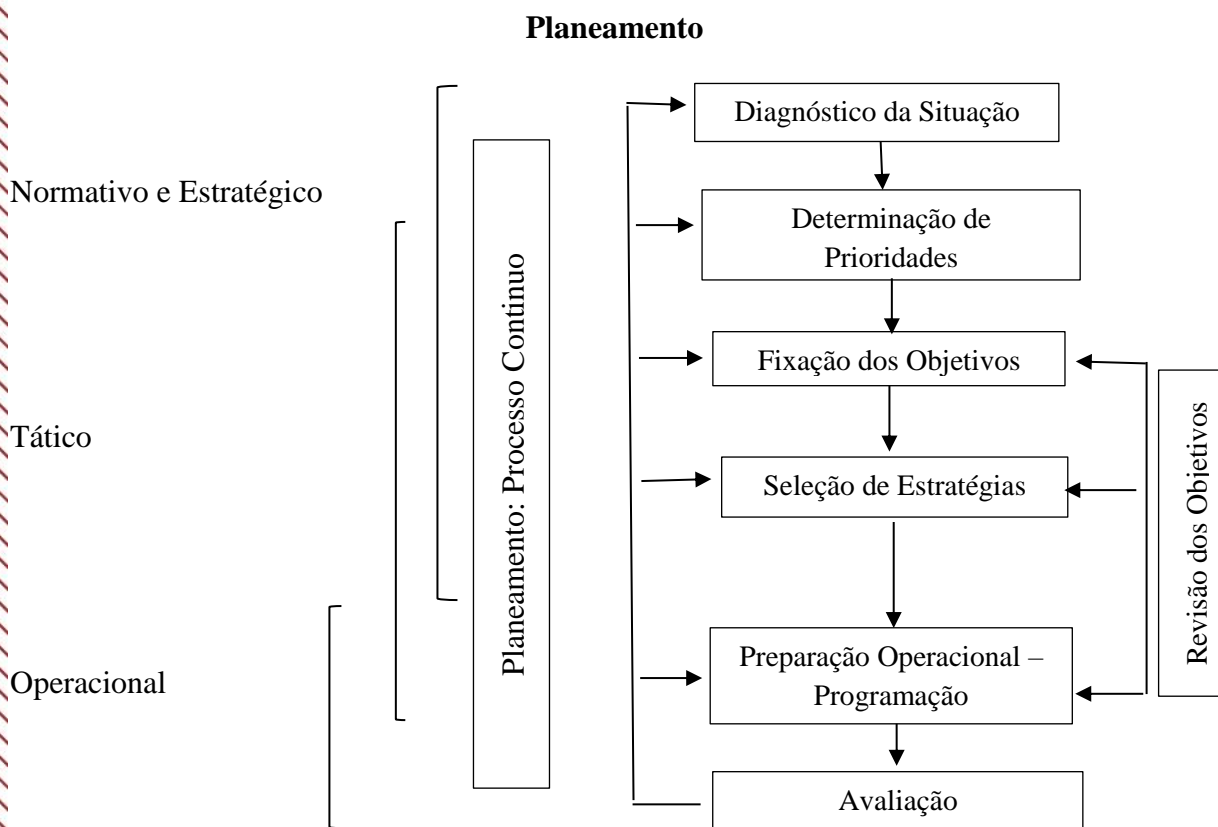 Planeamento
Normativo e Estratégico
Tático
Operacional
Planeamento: Processo Continuo
Diagnóstico da Situação
Determinação de
Prioridades
Fixação dos Objetivos
Seleção de Estratégias
Preparação Operacional –
Programação
Avaliação
Revisão dos Objetivos